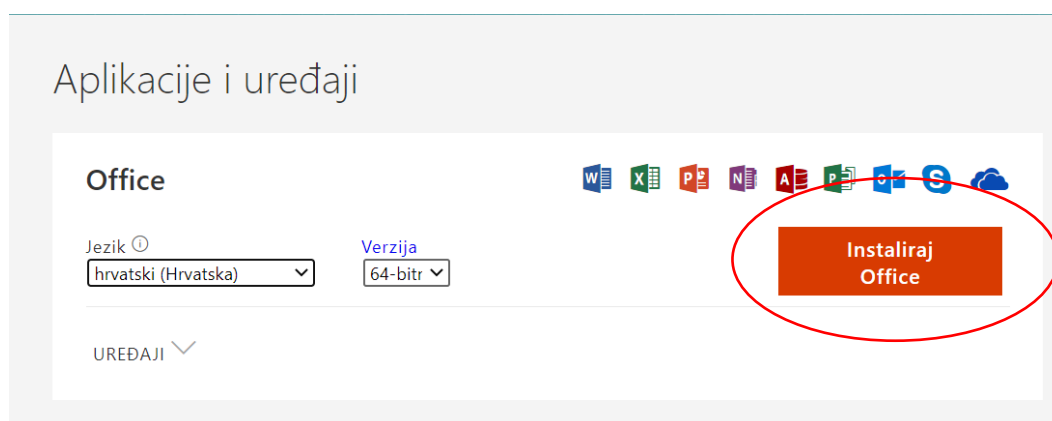 Aplikacije i uređaji
Office
Jezik
Verzija
hrvatski (Hrvatska)
64-bitr
Instaliraj
Office
UREĐAJI